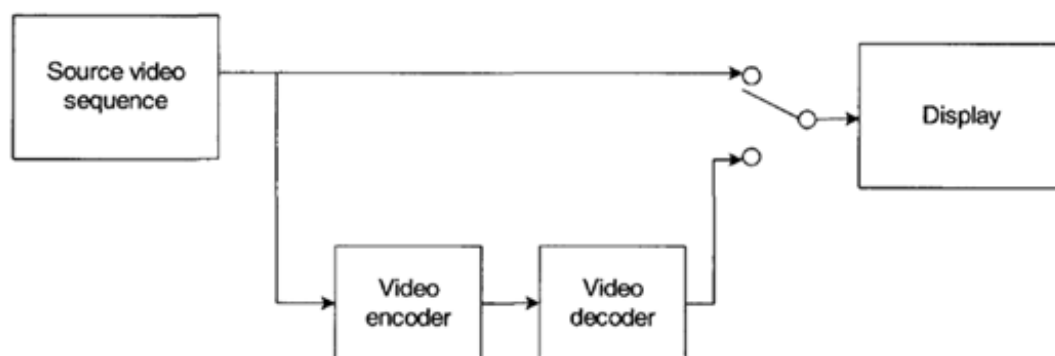 Source video
sequence
Display
Video
encoder
Video
decoder